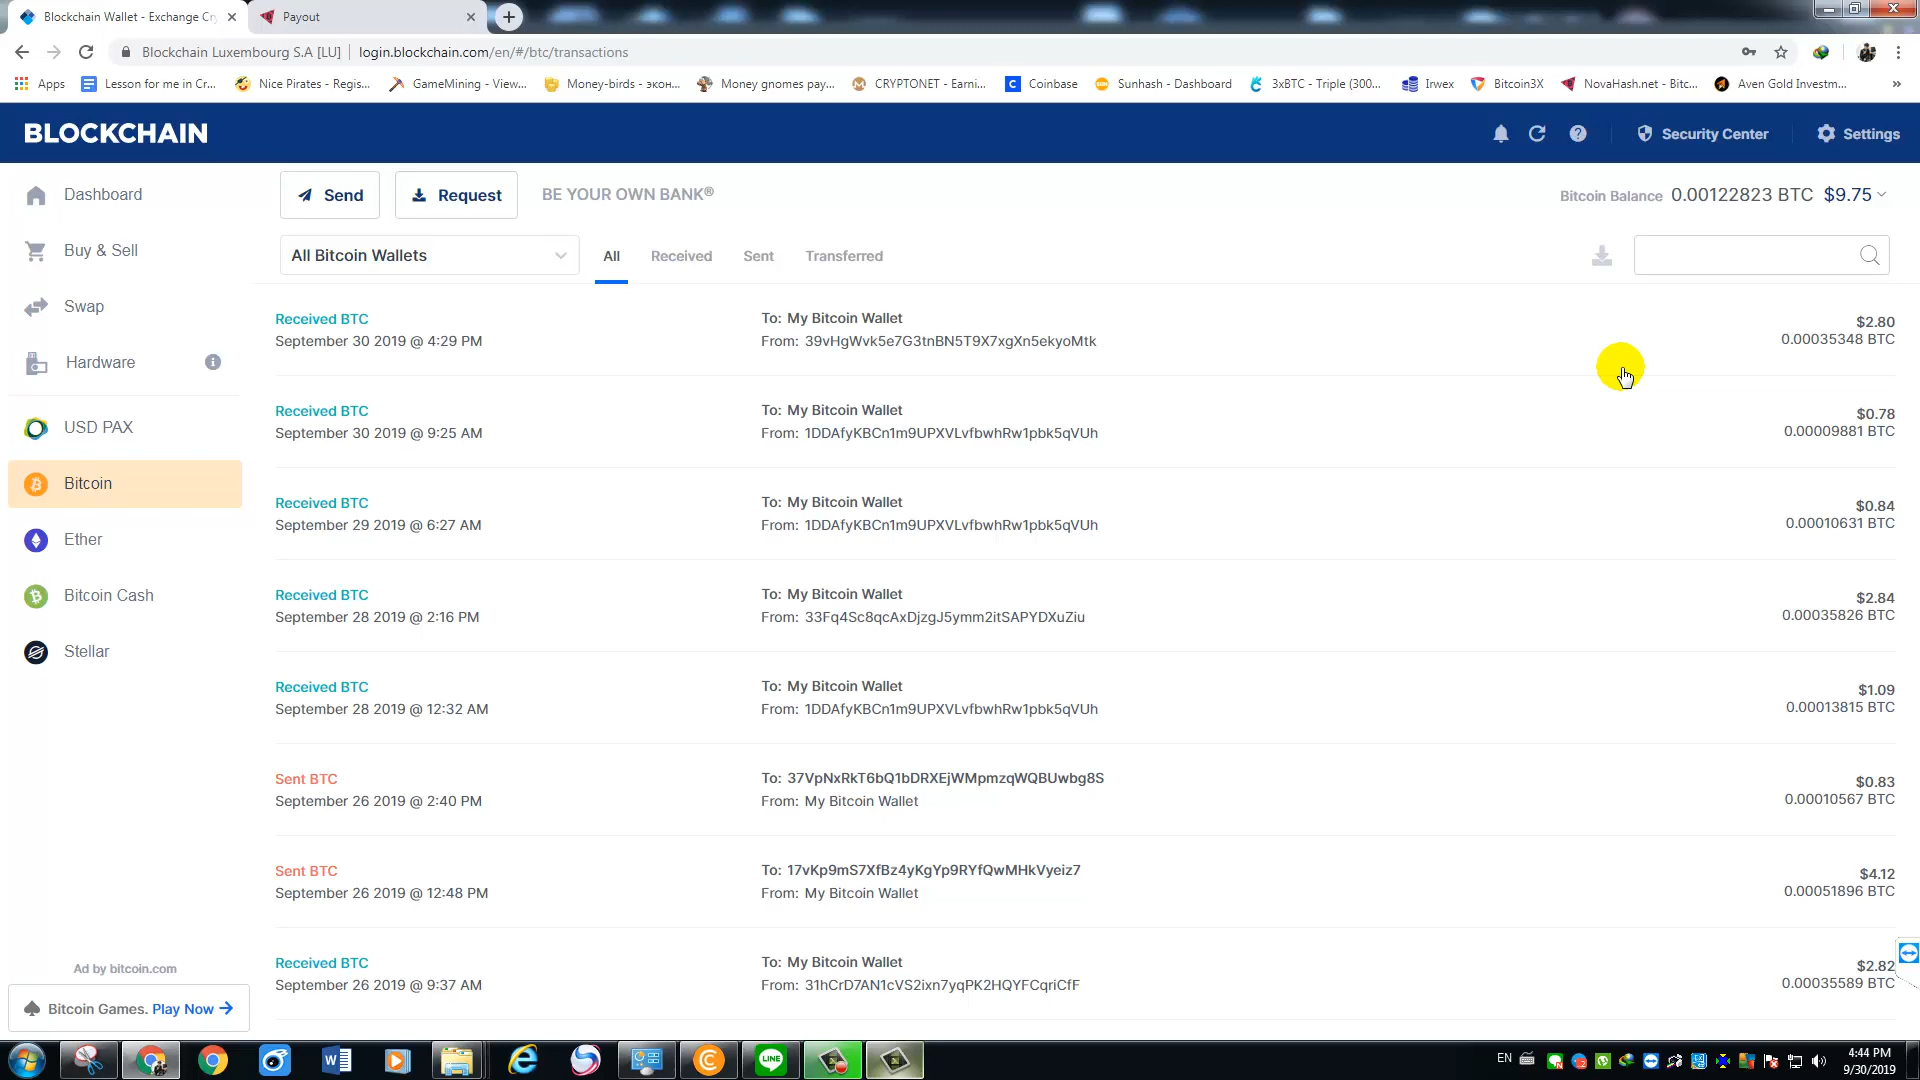 Blockchain Wallet - Exchange Cr
Payout
Blockchain Luxembourg S.A [LU]
login.blockchain.com/en/#/btc/transactions
Apps
Lesson for me in Cr...
Nice Pirates - Regis...
GameMining - View...
Money-birds - экон...
Money gnomes pay...
CRYPTONET - Earni...
Coinbase
Sunhash - Dashboard
3xBTC - Triple (300...
Irwex
Bitcoin3X
NovaHash.net - Bitc...
Aven Gold Investm...
BLOCKCHAIN
Security Center
Settings
Dashboard
Buy & Sell
Swap
Hardware
USD PAX
Bitcoin
Ether
Bitcoin Cash
Stellar
Ad by bitcoin.com
Bitcoin Games. Play Now
Send
Request
BE YOUR OWN BANK®
Bitcoin Balance 0.00122823 BTC $9.75
All Bitcoin Wallets
All
Received
Sent
Transferred
Received BTC
September 30 2019 @ 4:29 PM
To: My Bitcoin Wallet
From: 39vHgWvk5e7G3tnBN5T9X7xgXn5ekyoMtk
$2.80
0.00035348 BTC
Received BTC
September 30 2019 @ 9:25 AM
To: My Bitcoin Wallet
From: 1DDAfyKBCn1m9UPXVLvfbwhRw1pbk5qVUh
$0.78
0.00009881 BTC
Received BTC
September 29 2019 @ 6:27 AM
To: My Bitcoin Wallet
From: 1DDAfyKBCn1m9UPXVLvfbwhRw1pbk5qVUh
$0.84
0.00010631 BTC
Received BTC
September 28 2019 @ 2:16 PM
To: My Bitcoin Wallet
From: 33Fq4Sc8qcAxDjzgJ5ymm2itSAPYDXuZiu
$2.84
0.00035826 BTC
Received BTC
September 28 2019 @ 12:32 AM
To: My Bitcoin Wallet
From: 1DDAfyKBCn1m9UPXVLvfbwhRw1pbk5qVUh
$1.09
0.00013815 BTC
Sent BTC
September 26 2019 @ 2:40 PM
To: 37VpNxRkT6bQ1bDRXEjWMpmzqWQBUwbg8S
From: My Bitcoin Wallet
$0.83
0.00010567 BTC
Sent BTC
September 26 2019 @ 12:48 PM
To: 17vKp9mS7XfBz4yKgYp9RYfQwMHkVyeiz7
From: My Bitcoin Wallet
$4.12
0.00051896 BTC
Received BTC
September 26 2019 @ 9:37 AM
To: My Bitcoin Wallet
From: 31hCrD7AN1cVS2ixn7yqPK2HQYFCqriCfF
$2.82
0.00035589 BTC
LINE
EN
4:44 PM
9/30/2019